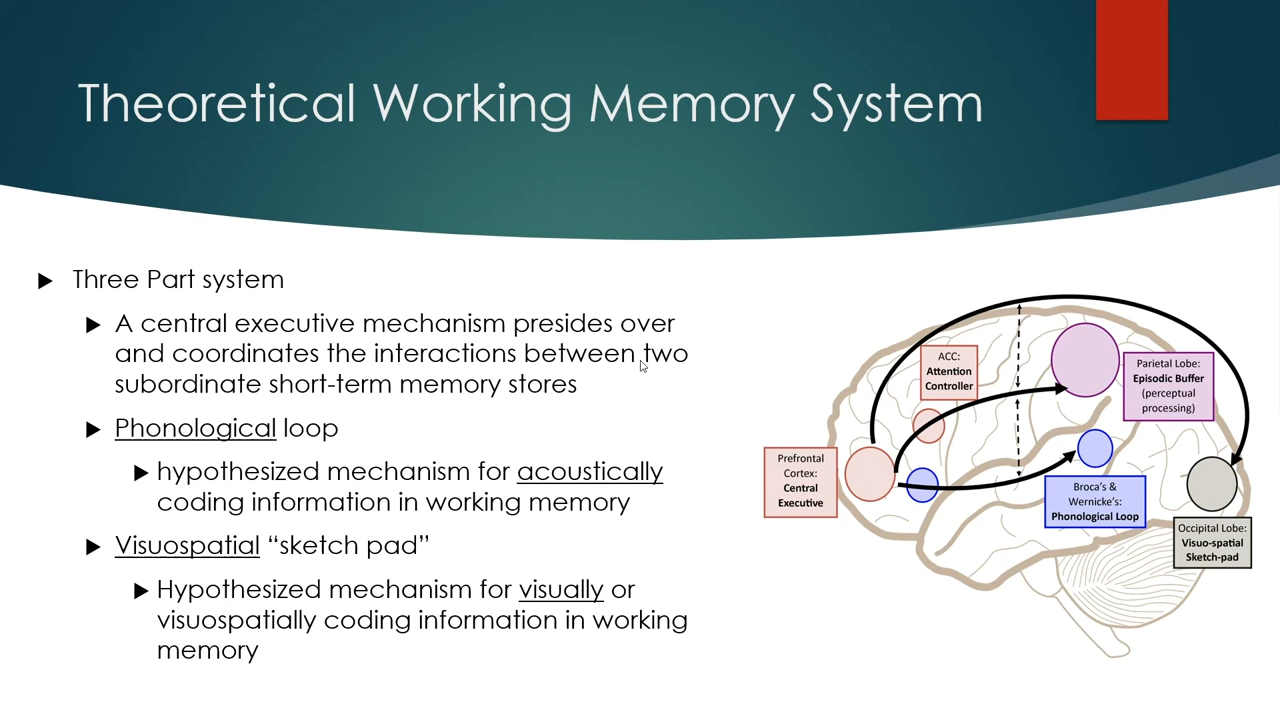 Theoretical Working Memory System
Three Part system
A central executive mechanism presides over
and coordinates the interactions between two
subordinate short-term memory stores
Phonological loop
hypothesized mechanism for acoustically
coding information in working memory
Visuospatial “sketch pad”
Hypothesized mechanism for visually or
visuospatially coding information in working
memory
ACC:
Attention
Controller
Parietal Lobe:
Episodic Buffer
(perceptual
processing)
Prefrontal
Cortex:
Central
Executive
Broca's &
Wernicke's:
Phonological Loop
Occipital Lobe:
Visuo-spatial
Sketch-pad